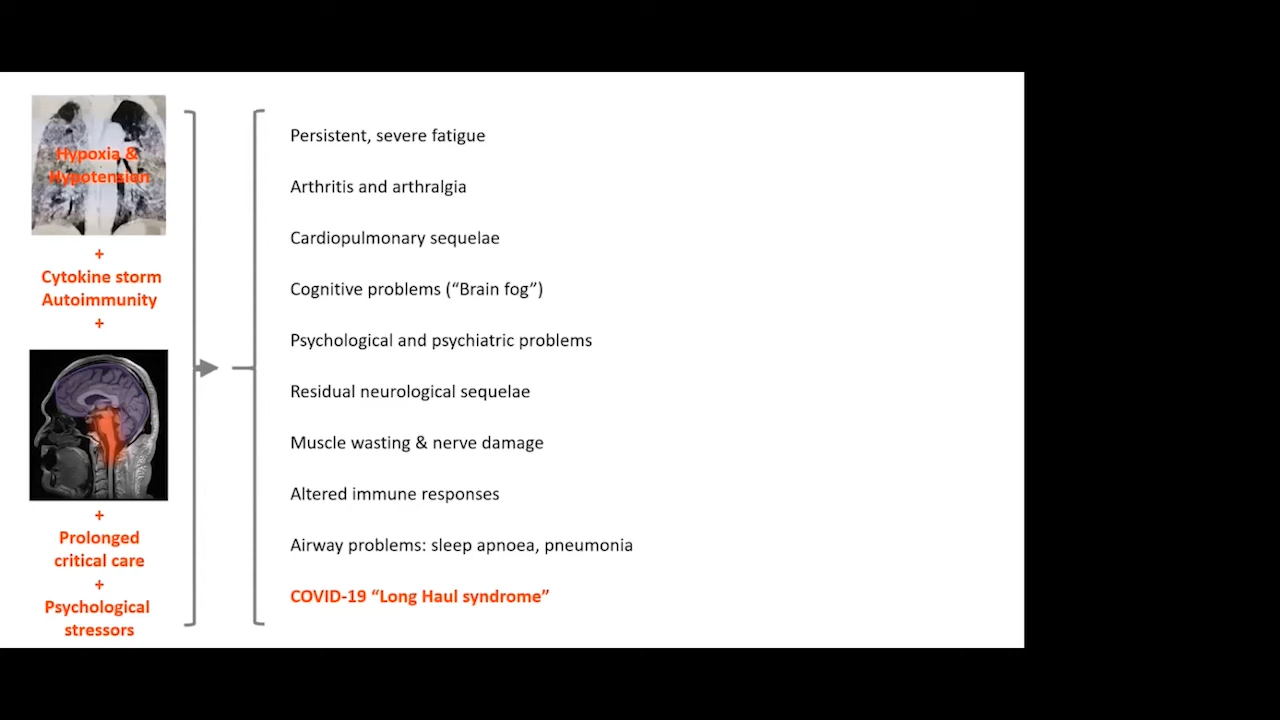 Hypoxia &
Hypotension
+
Cytokine storm
Autoimmunity
+
+
Prolonged
critical care
+
Psychological
stressors
Persistent, severe fatigue
Arthritis and arthralgia
Cardiopulmonary sequelae
Cognitive problems (“Brain fog”)
Psychological and psychiatric problems
Residual neurological sequelae
Muscle wasting & nerve damage
Altered immune responses
Airway problems: sleep apnoea, pneumonia
COVID-19 “Long Haul syndrome”